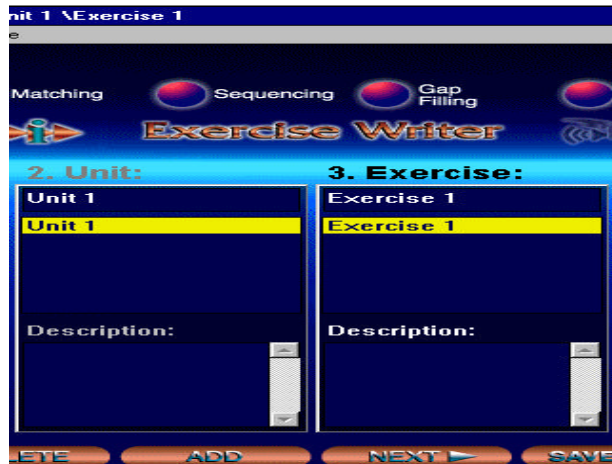 nit 1 \Exercise 1
e
Matching Sequencing Gap Filling
Exercise Writer
2. Unit: 3. Exercise:
Unit 1 Exercise 1
Unit 1 Exercise 1
Description: Description:
LETE ADD NEXT SAVE